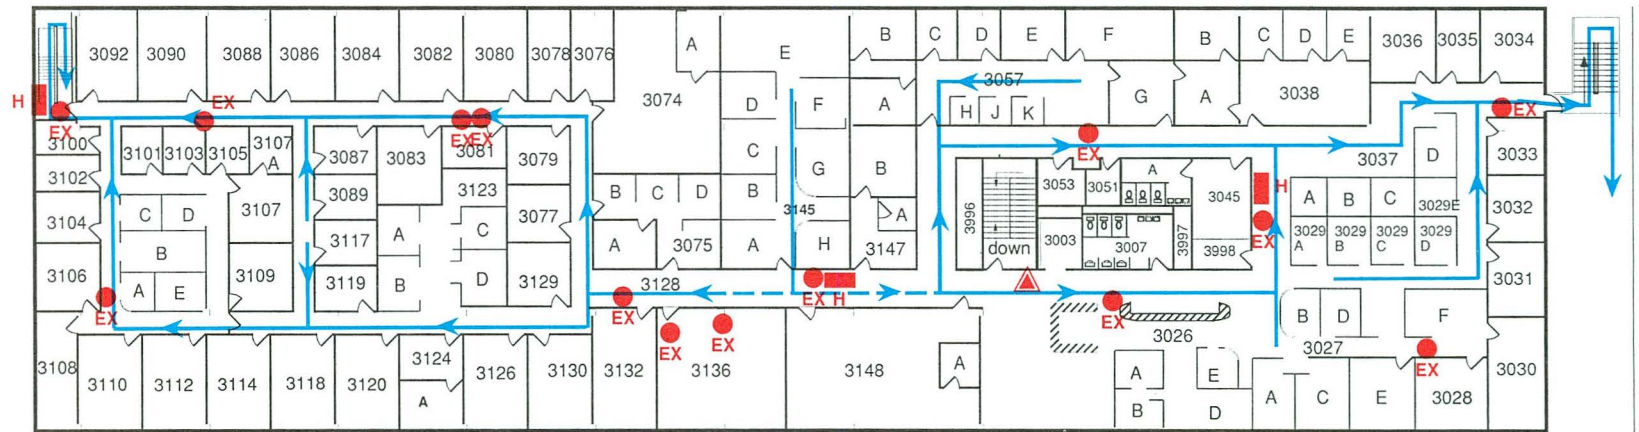 B C D E F B C D E
A E
3092 3090 3088 3086 3084 3082 3080 3078 3076 3036 3035 3034
3057
3074 D F A G A 3038
H EX H J K EX
EX EX EX EX
3100 3101 3103 3105 3107 A 3087 3083 3081 3079 C 3037 D 3033
3102 G B A 3053 3051 H
3089 3123 B C D B 3045
C D 3107 3077 3145 A 3996 A B C 3029E 3032
3104 3117 A C A 3075 A H 3147 down 3003 3007 3997 3998 EX 3029 A 3029 B 3029 C 3029 D
B
3106 A E 3109 3119 B D 3129 3128 EX H 3031
EX EX EX EX EX
B D F
3026 3027 EX
3108 3110 3112 3114 3118 3120 3124 3126 3130 3132 3136 3148 A A E 3030
A B D A C E 3028